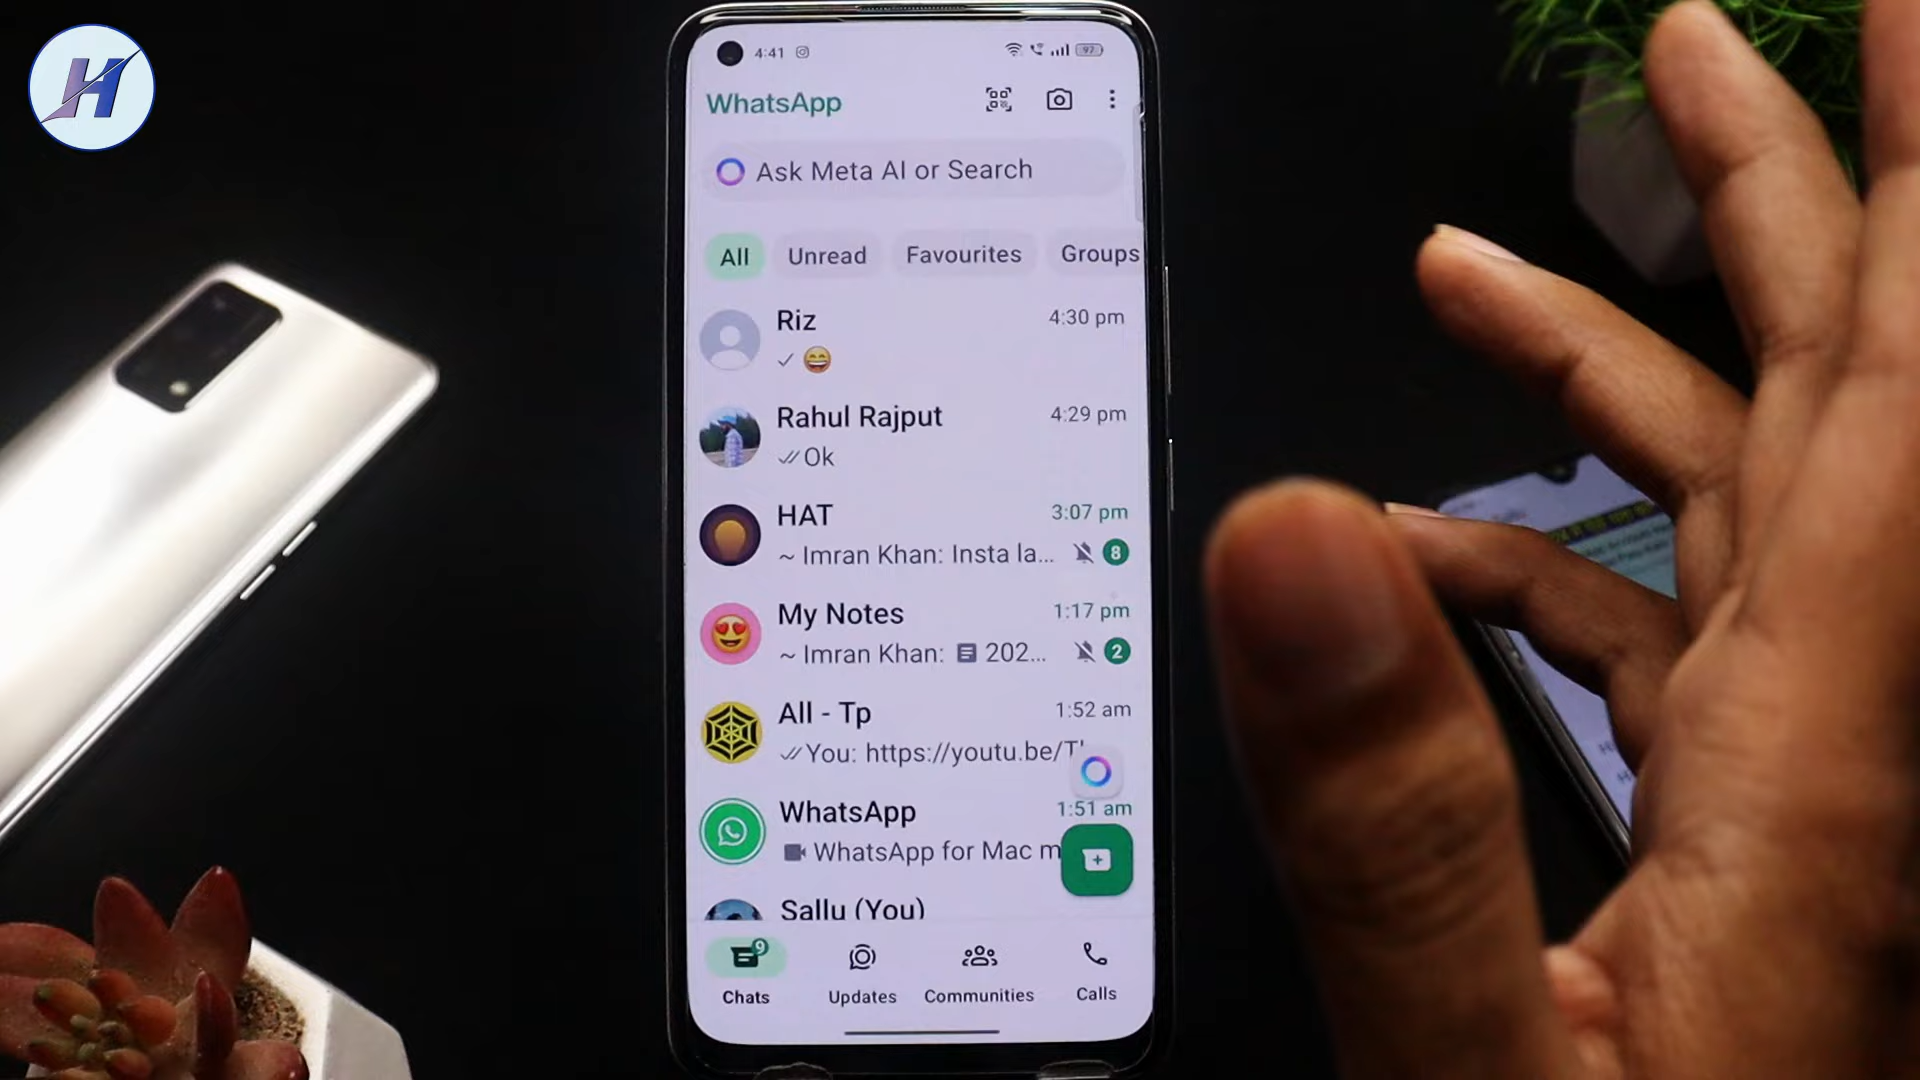 H
4:41
97
WhatsApp
Ask Meta AI or Search
All
Unread
Favourites
Groups
Riz
4:30 pm
Rahul Rajput
4:29 pm
Ok
HAT
3:07 pm
~ Imran Khan: Insta la...
8
My Notes
1:17 pm
~ Imran Khan: 202...
2
All - Tp
1:52 am
You: https://youtu.be/
WhatsApp
1:51 am
WhatsApp for Mac
Sallu (You)
9
Chats
Updates
Communities
Calls